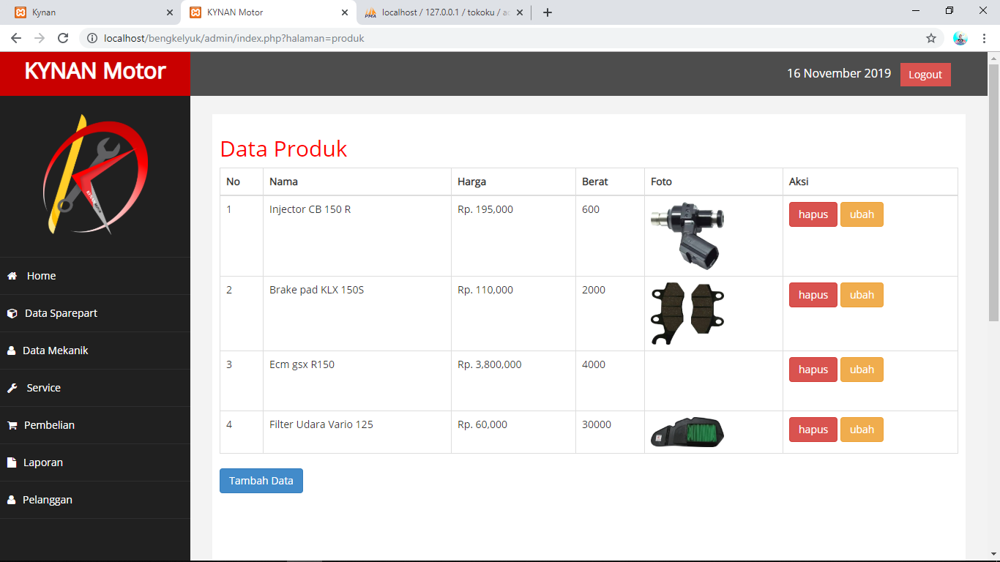 Kynan
KYNAN Motor
localhost / 127.0.0.1 / tokoku / ac
localhost/bengkelyuk/admin/index.php?halaman=produk
KYNAN Motor
16 November 2019 Logout
KYNAN MOTOR
Home
Data Sparepart
Data Mekanik
Service
Pembelian
Laporan
Pelanggan
Data Produk
No Nama Harga Berat Foto Aksi
1 Injector CB 150 R Rp. 195,000 600 hapus ubah
2 Brake pad KLX 150S Rp. 110,000 2000 hapus ubah
3 Ecm gsx R150 Rp. 3,800,000 4000 hapus ubah
4 Filter Udara Vario 125 Rp. 60,000 30000 hapus ubah
Tambah Data